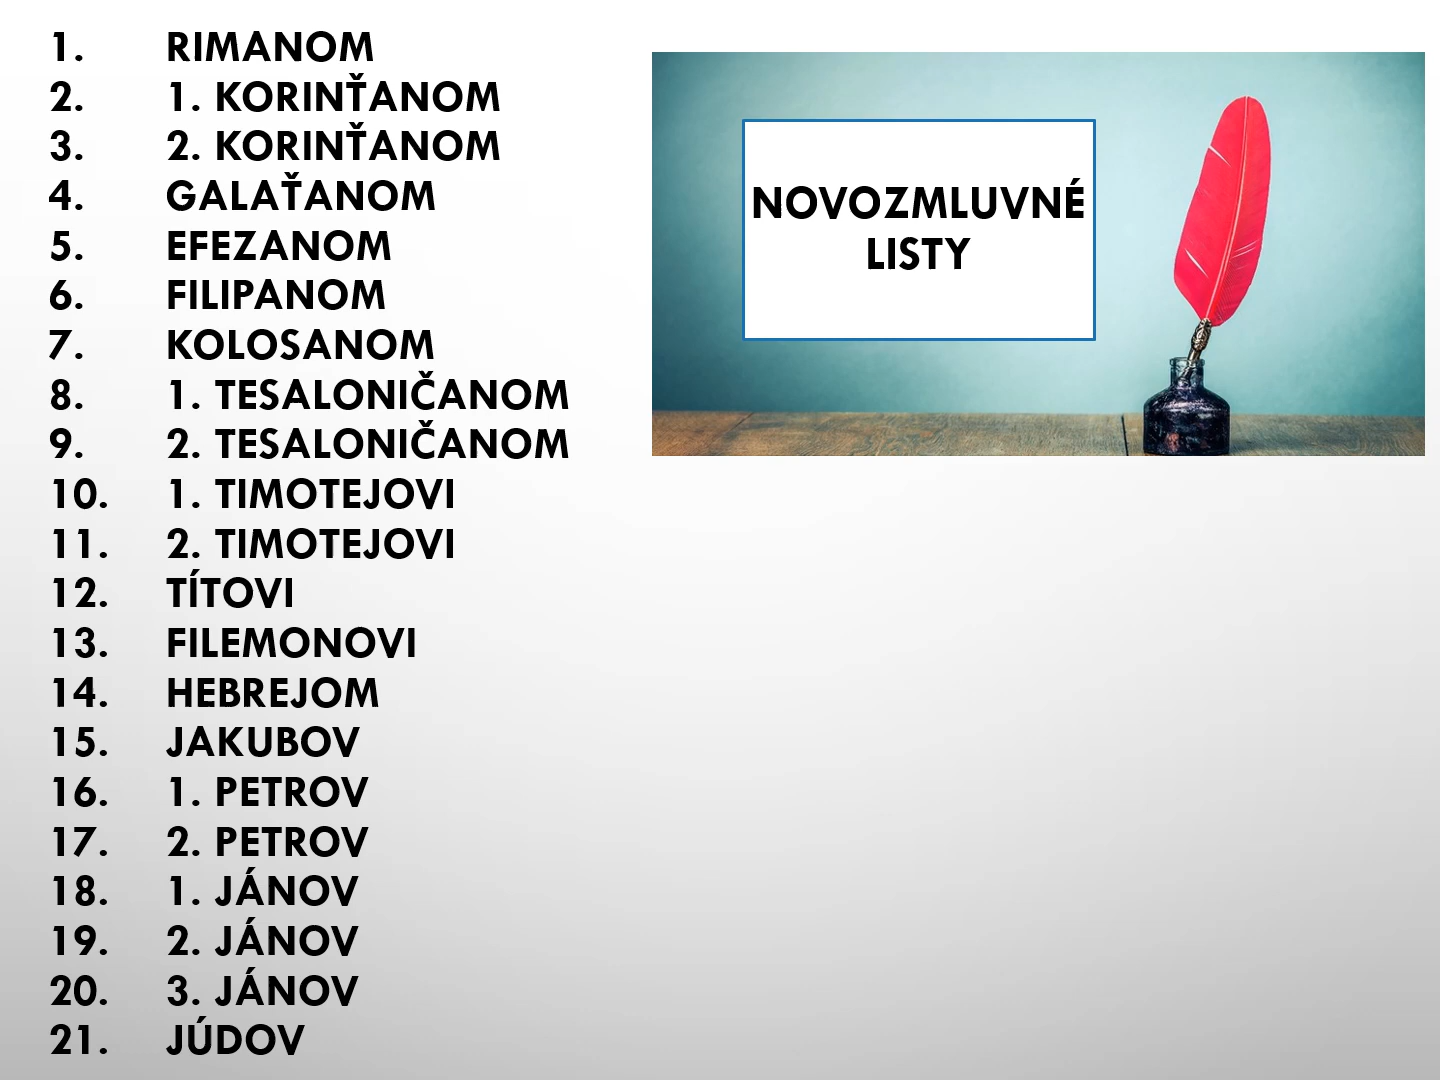 1. RIMANOM
2. 1. KORINŤANOM
3. 2. KORINŤANOM
4. GALAŤANOM
5. EFEZANOM
6. FILIPANOM
7. KOLOSANOM
8. 1. TESALONIČANOM
9. 2. TESALONIČANOM
10. 1. TIMOTEJOVI
11. 2. TIMOTEJOVI
12. TÍTOVI
13. FILEMONOVI
14. HEBREJOM
15. JAKUBOV
16. 1. PETROV
17. 2. PETROV
18. 1. JÁNOV
19. 2. JÁNOV
20. 3. JÁNOV
21. JÚDOV
NOVOZMLUVNÉ
LISTY